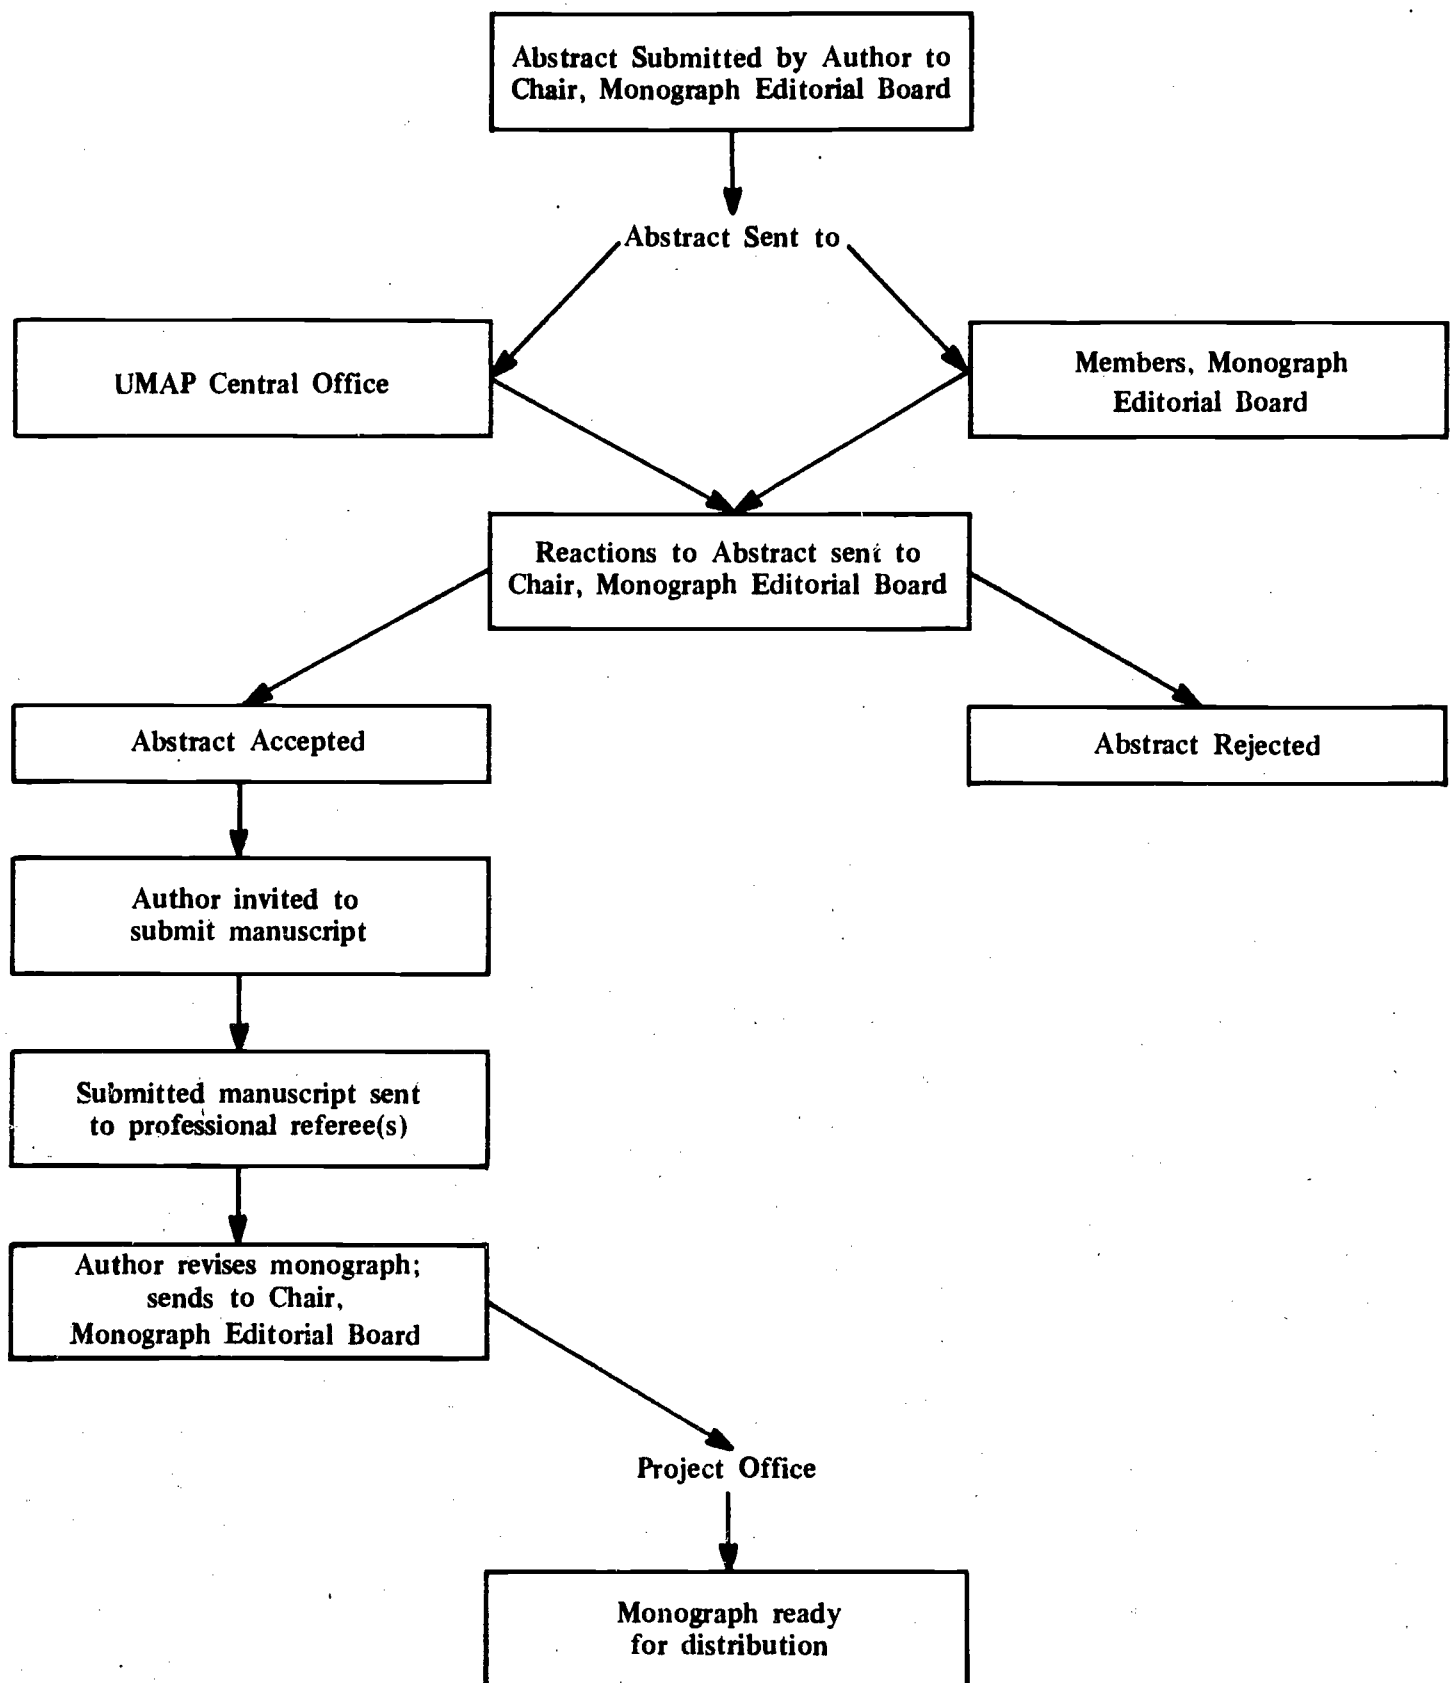 Abstract Submitted by Author to
Chair, Monograph Editorial Board
Abstract Sent to
UMAP Central Office
Members, Monograph
Editorial Board
Reactions to Abstract sent to
Chair, Monograph Editorial Board
Abstract Accepted
Abstract Rejected
Author invited to
submit manuscript
Submitted manuscript sent
to professional referee(s)
Author revises monograph;
sends to Chair,
Monograph Editorial Board
Project Office
Monograph ready
for distribution